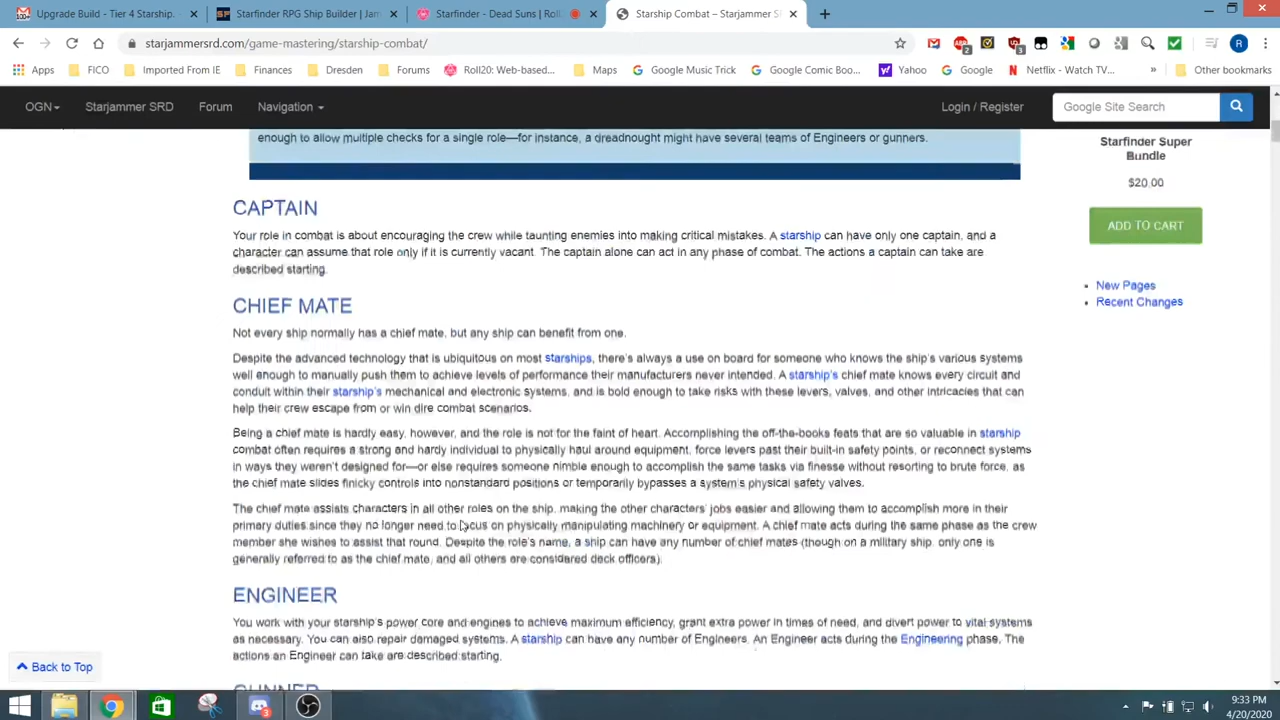 Upgrade Build - Tier 4 Starship.
Starfinder RPG Ship Builder | Jam
Starfinder - Dead Suns | Roll
Starship Combat – Starjammer S
starjammersrd.com/game-mastering/starship-combat/
Apps
FICO
Imported From IE
Finances
Dresden
Forums
Roll20: Web-based...
Maps
Google Music Trick
Google Comic Boo...
Yahoo
Google
Netflix - Watch TV...
»
Other bookmarks
OGN
Starjammer SRD
Forum
Navigation
Login / Register
Google Site Search
enough to allow multiple checks for a single role—for instance, a dreadnought might have several teams of Engineers or gunners.
Starfinder Super
Bundle
$20.00
ADD TO CART
New Pages
Recent Changes
CAPTAIN
Your role in combat is about encouraging the crew while taunting enemies into making critical mistakes. A starship can have only one captain, and a
character can assume that role only if it is currently vacant. The captain alone can act in any phase of combat. The actions a captain can take are
described starting.
CHIEF MATE
Not every ship normally has a chief mate, but any ship can benefit from one.
Despite the advanced technology that is ubiquitous on most starships, there's always a use on board for someone who knows the ship's various systems
well enough to manually push them to achieve levels of performance their manufacturers never intended. A starship's chief mate knows every circuit and
conduit within their starship's mechanical and electronic systems, and is bold enough to take risks with these levers, valves, and other intricacies that can
help their crew escape from or win dire combat scenarios.
Being a chief mate is hardly easy, however, and the role is not for the faint of heart. Accomplishing the off-the-books feats that are so valuable in starship
combat often requires a strong and hardy individual to physically haul around equipment, force levers past their built-in safety points, or reconnect systems
in ways they weren't designed for—or else requires someone nimble enough to accomplish the same tasks via finesse without resorting to brute force, as
the chief mate slides finicky controls into nonstandard positions or temporarily bypasses a system's physical safety valves.
The chief mate assists characters in all other roles on the ship, making the other characters' jobs easier and allowing them to accomplish more in their
primary duties since they no longer need to focus on physically manipulating machinery or equipment. A chief mate acts during the same phase as the crew
member she wishes to assist that round. Despite the role's name, a ship can have any number of chief mates (though on a military ship, only one is
generally referred to as the chief mate, and all others are considered deck officers).
ENGINEER
You work with your starship's power core and engines to achieve maximum efficiency, grant extra power in times of need, and divert power to vital systems
as necessary. You can also repair damaged systems. A starship can have any number of Engineers. An Engineer acts during the Engineering phase. The
actions an Engineer can take are described starting.
GUNNER
Back to Top
9:33 PM
4/20/2020